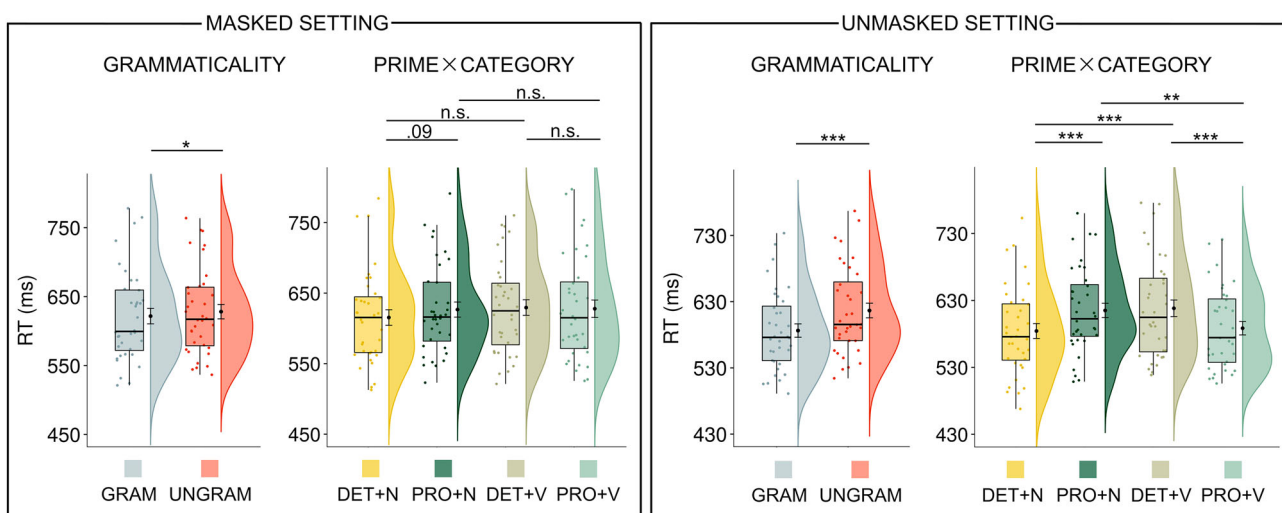 MASKED SETTING
GRAMMATICALITY
PRIME×CATEGORY
n.s.
n.s.
.09
n.s.
*
RT (ms)
750
650
550
450
750
650
550
450
GRAM
UNGRAM
DET+N
PRO+N
DET+V
PRO+V
UNMASKED SETTING
GRAMMATICALITY
PRIME×CATEGORY
**
***
***
***
***
RT (ms)
730
630
530
430
730
630
530
430
GRAM
UNGRAM
DET+N
PRO+N
DET+V
PRO+V